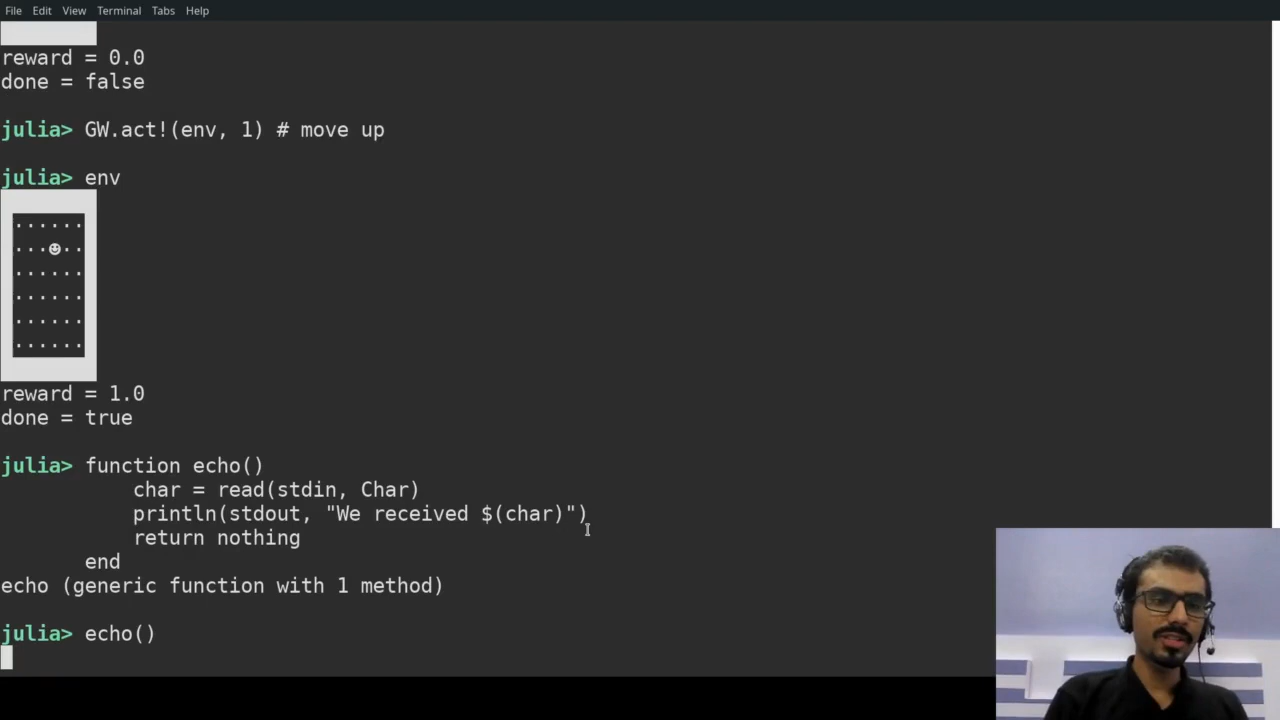 File Edit View Terminal Tabs Help
reward = 0.0
done = false
julia> GW.act!(env, 1) # move up
julia> env
······
···☻··
······
······
······
······
reward = 1.0
done = true
julia> function echo()
char = read(stdin, Char)
println(stdout, "We received $(char)")
return nothing
end
echo (generic function with 1 method)
julia> echo()